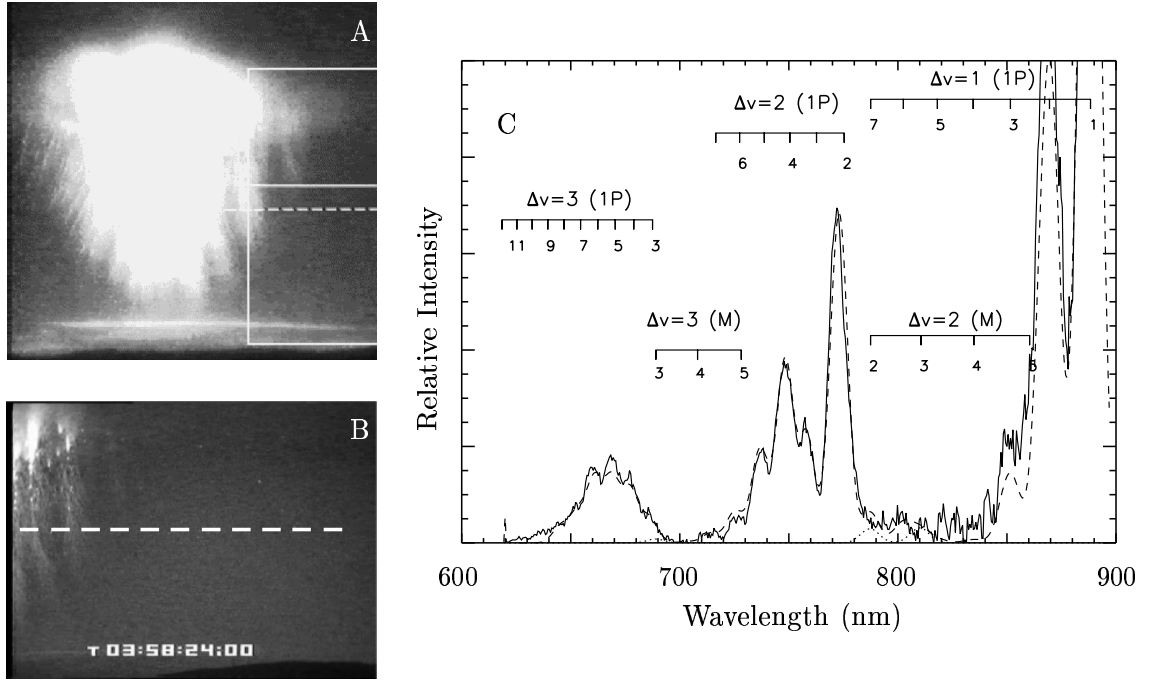 A
B
T 03:58:24:00
C
Δv=1 (1P)
7 5 3 1
Δv=2 (1P)
6 4 2
Δv=3 (1P)
11 9 7 5 3
Δv=3 (M)
3 4 5
Δv=2 (M)
2 3 4
Relative Intensity
600 700 800 900
Wavelength (nm)